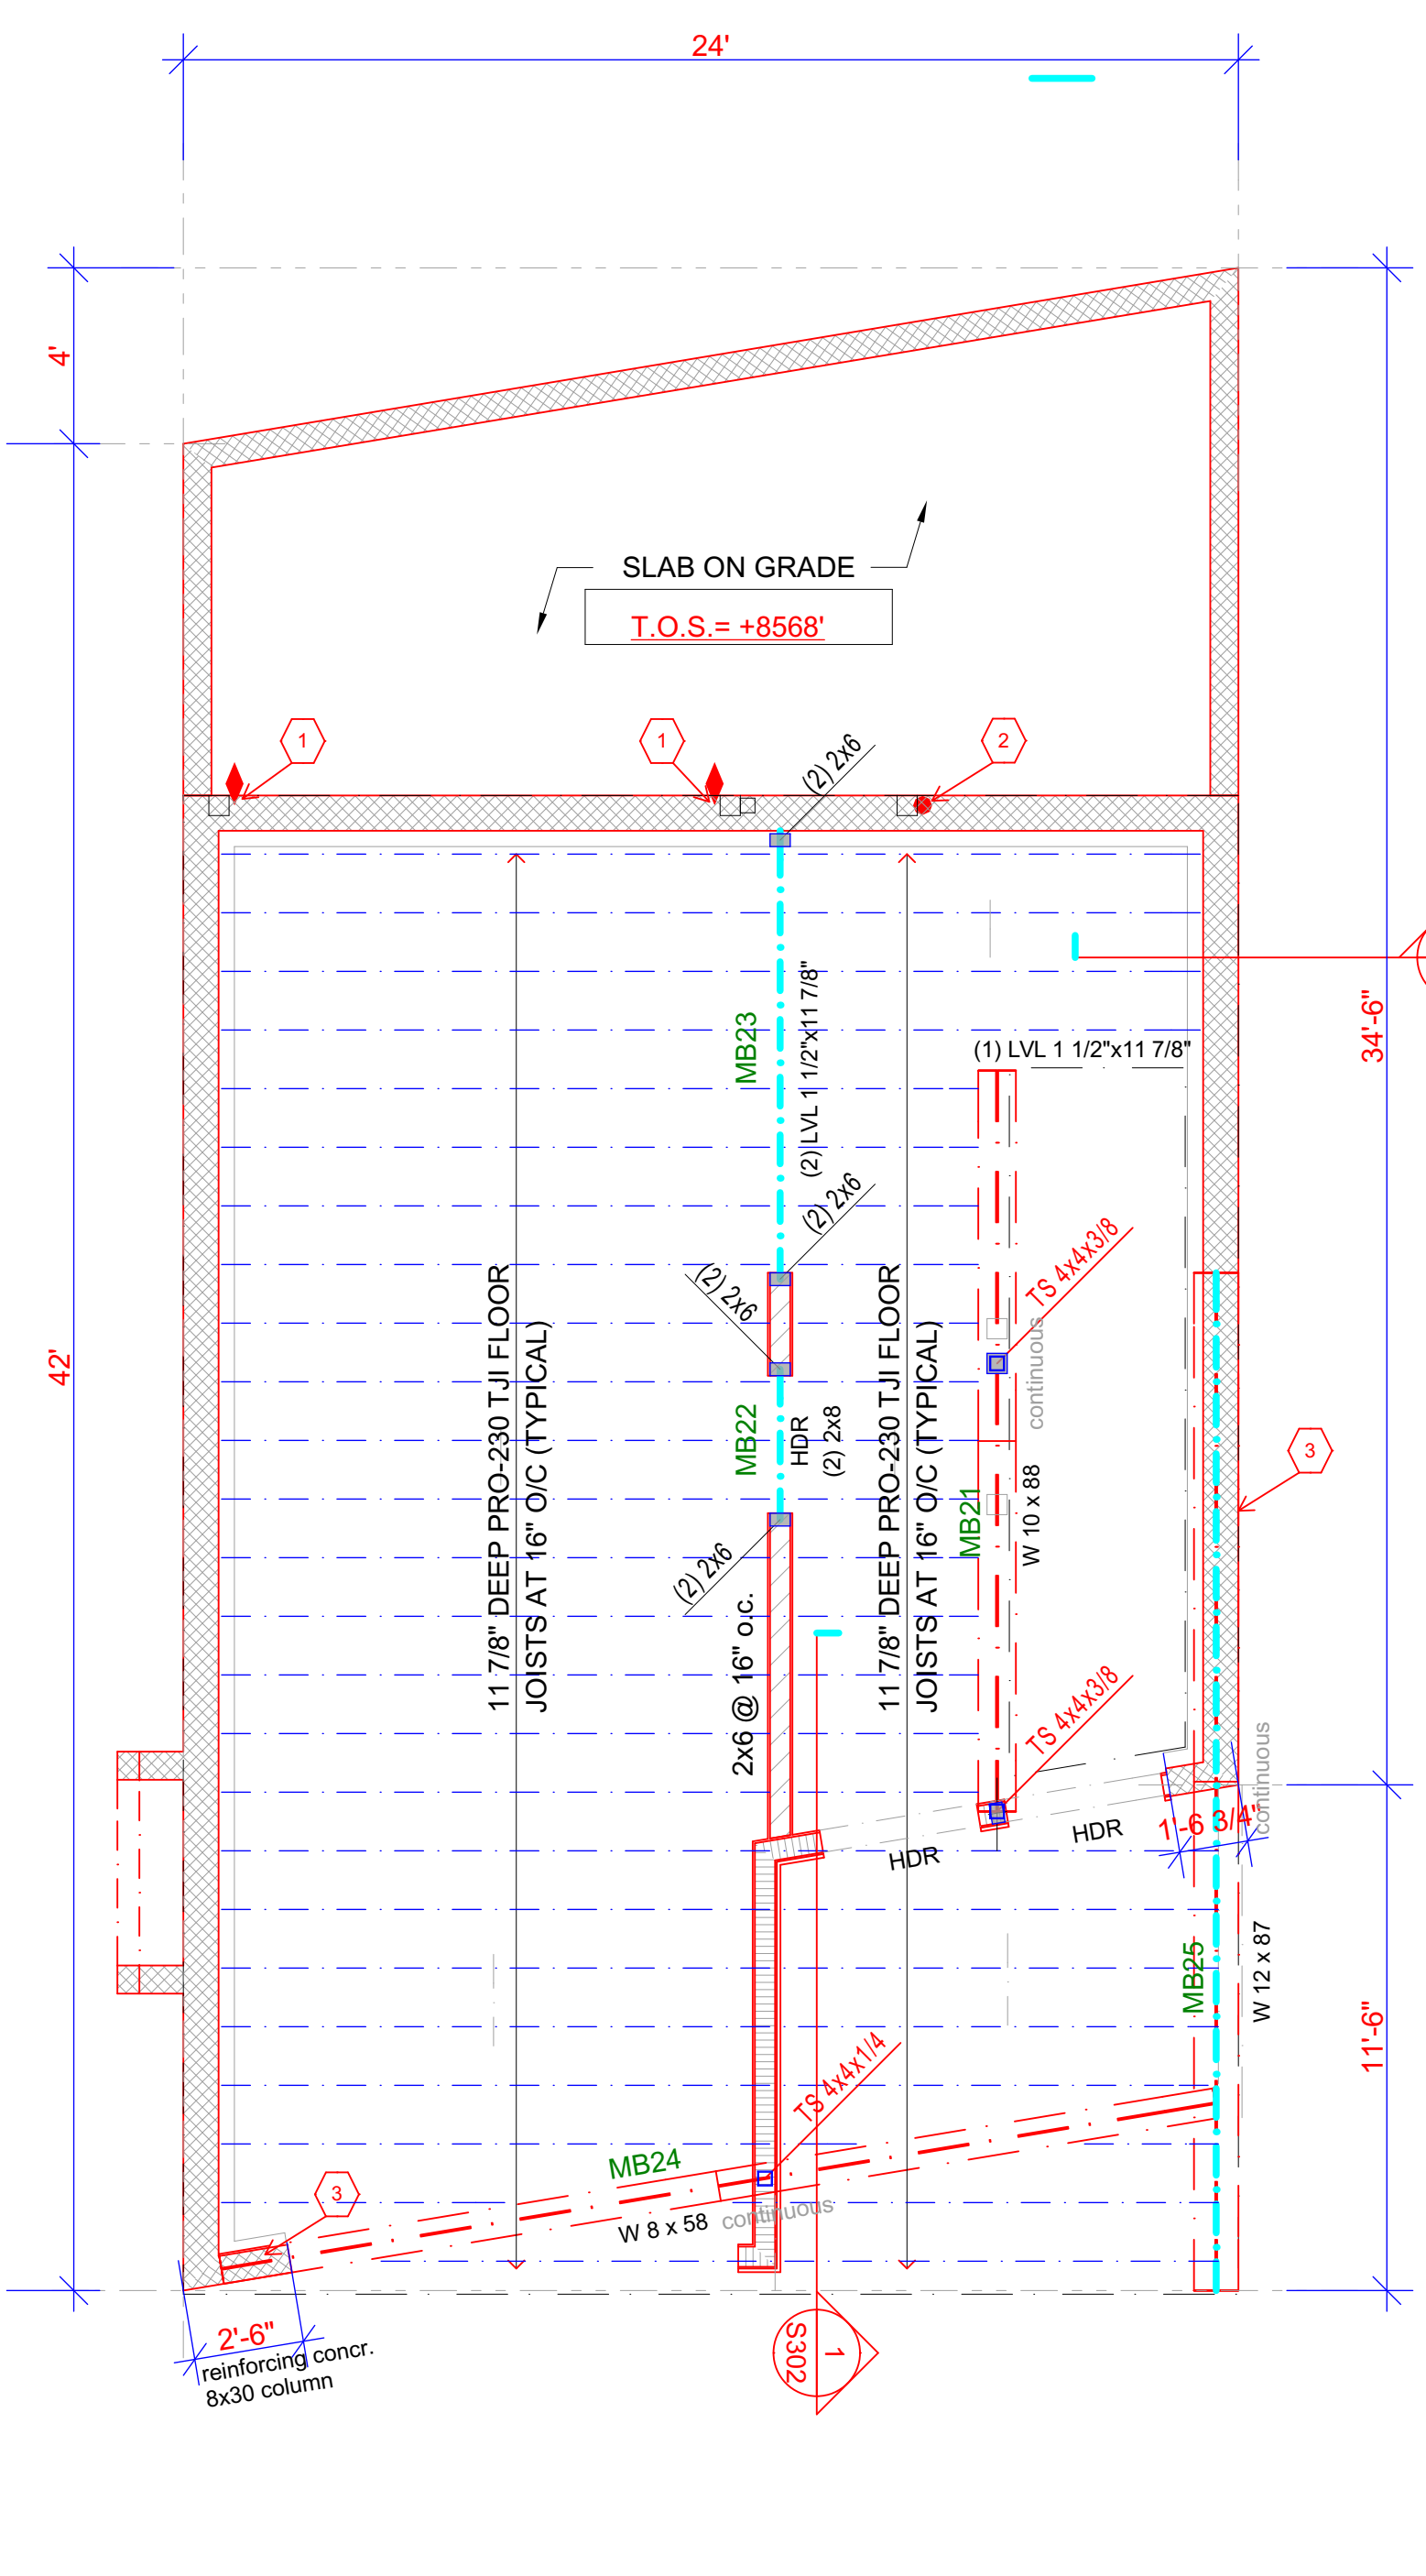 24'
4'
SLAB ON GRADE
T.O.S.= +8568'
1
1
2
(2) 2x6
34'-6"
MB23
(2) LVL 1 1/2"x11 7/8"
(1) LVL 1 1/2"x11 7/8"
(2) 2x6
(2) 2x6
TS 4x4x3/8
continuous
42'
11 7/8" DEEP PRO-230 TJI FLOOR
JOISTS AT 16" O/C (TYPICAL)
MB22
HDR
(2) 2x8
11 7/8" DEEP PRO-230 TJI FLOOR
JOISTS AT 16" O/C (TYPICAL)
MB21
W 10 x 88
3
(2) 2x6
2x6 @ 16" o.c.
TS 4x4x3/8
continuous
1'-6 3/4"
HDR
HDR
MB25
W 12 x 87
11'-6"
TS 4x4x1/4
MB24
W 8 x 58
continuous
3
2'-6"
reinforcing concr.
8x30 column
1
S302